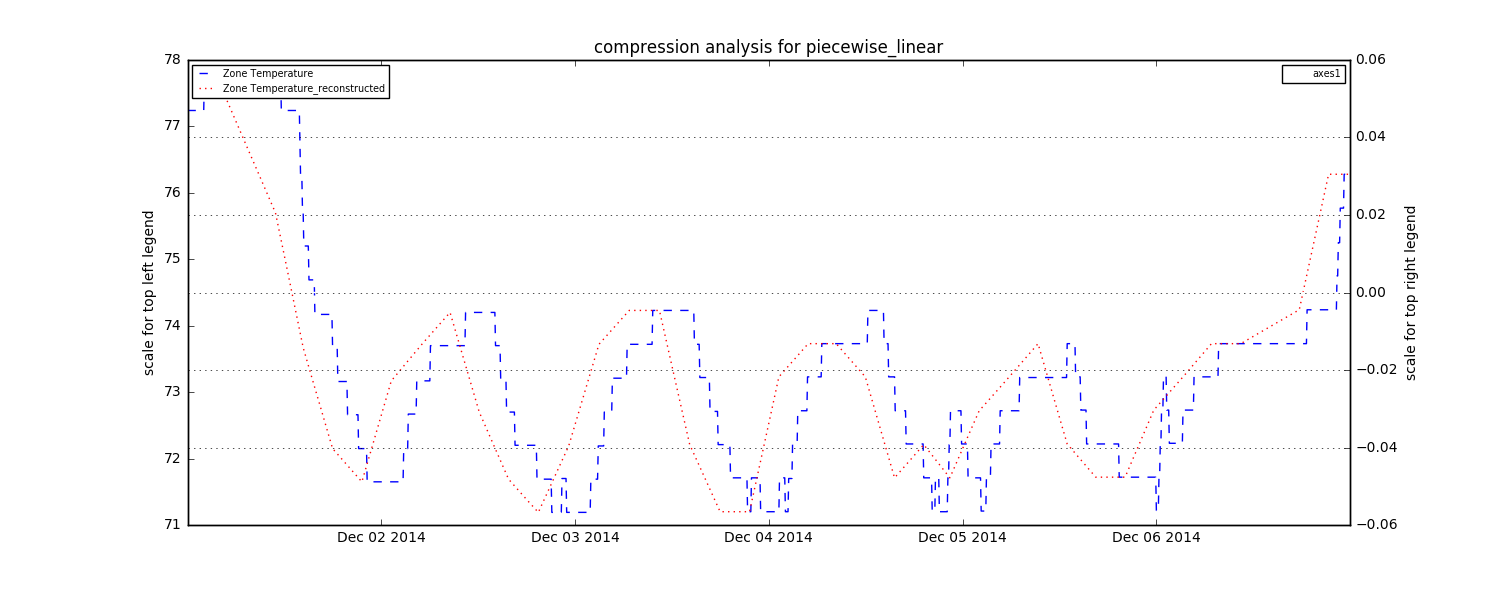 compression analysis for piecewise_linear
78
77
76
75
74
73
72
71
scale for top left legend
Zone Temperature
Zone Temperature_reconstructed
axes1
0.06
0.04
0.02
0.00
−0.02
−0.04
−0.06
scale for top right legend
Dec 02 2014
Dec 03 2014
Dec 04 2014
Dec 05 2014
Dec 06 2014